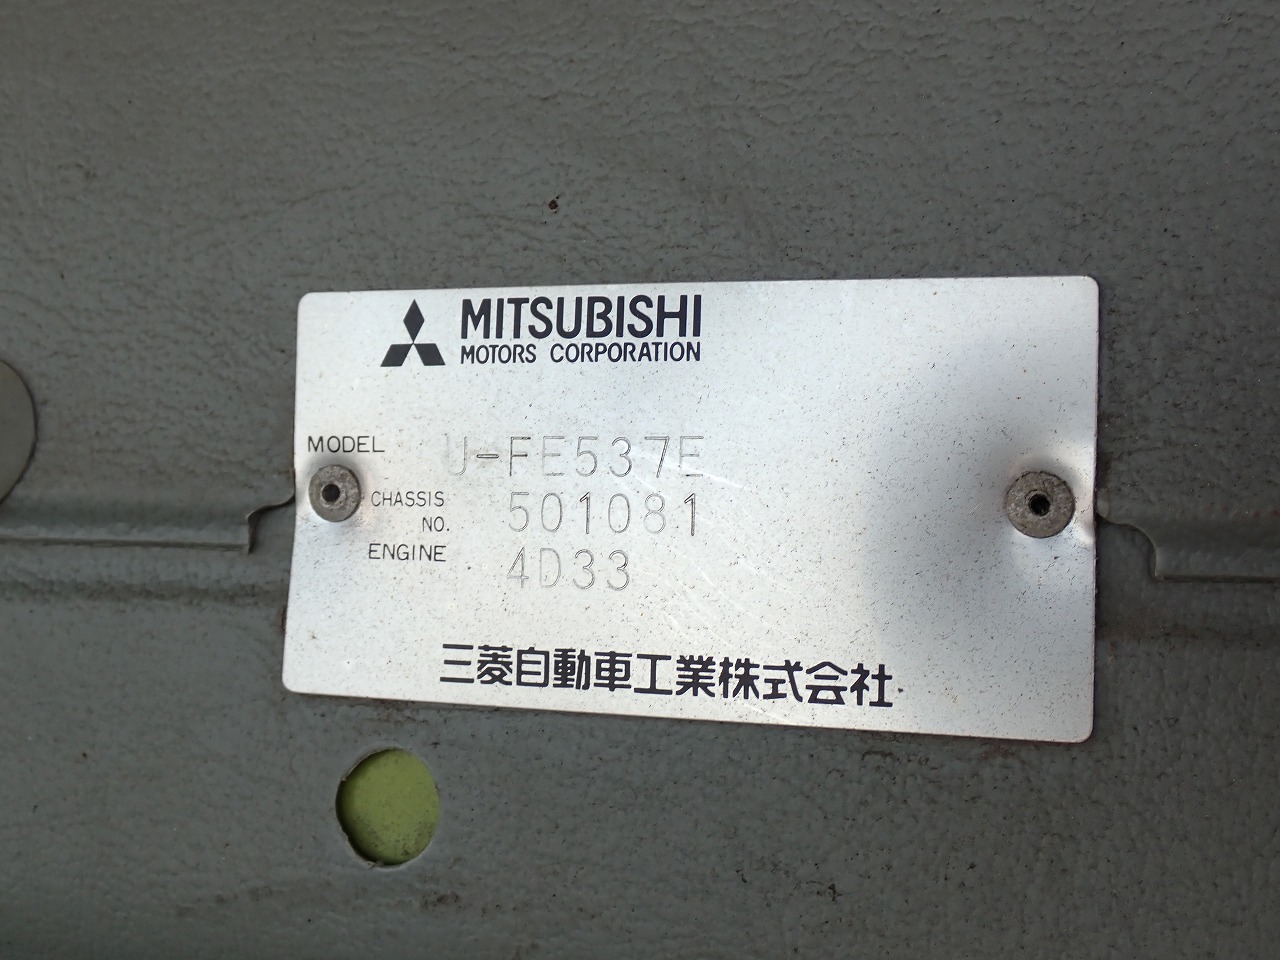 MITSUBISHI
MOTORS CORPORATION
MODEL U-FE537E
CHASSIS NO. 501081
ENGINE 4D33
三菱自動車工業株式会社